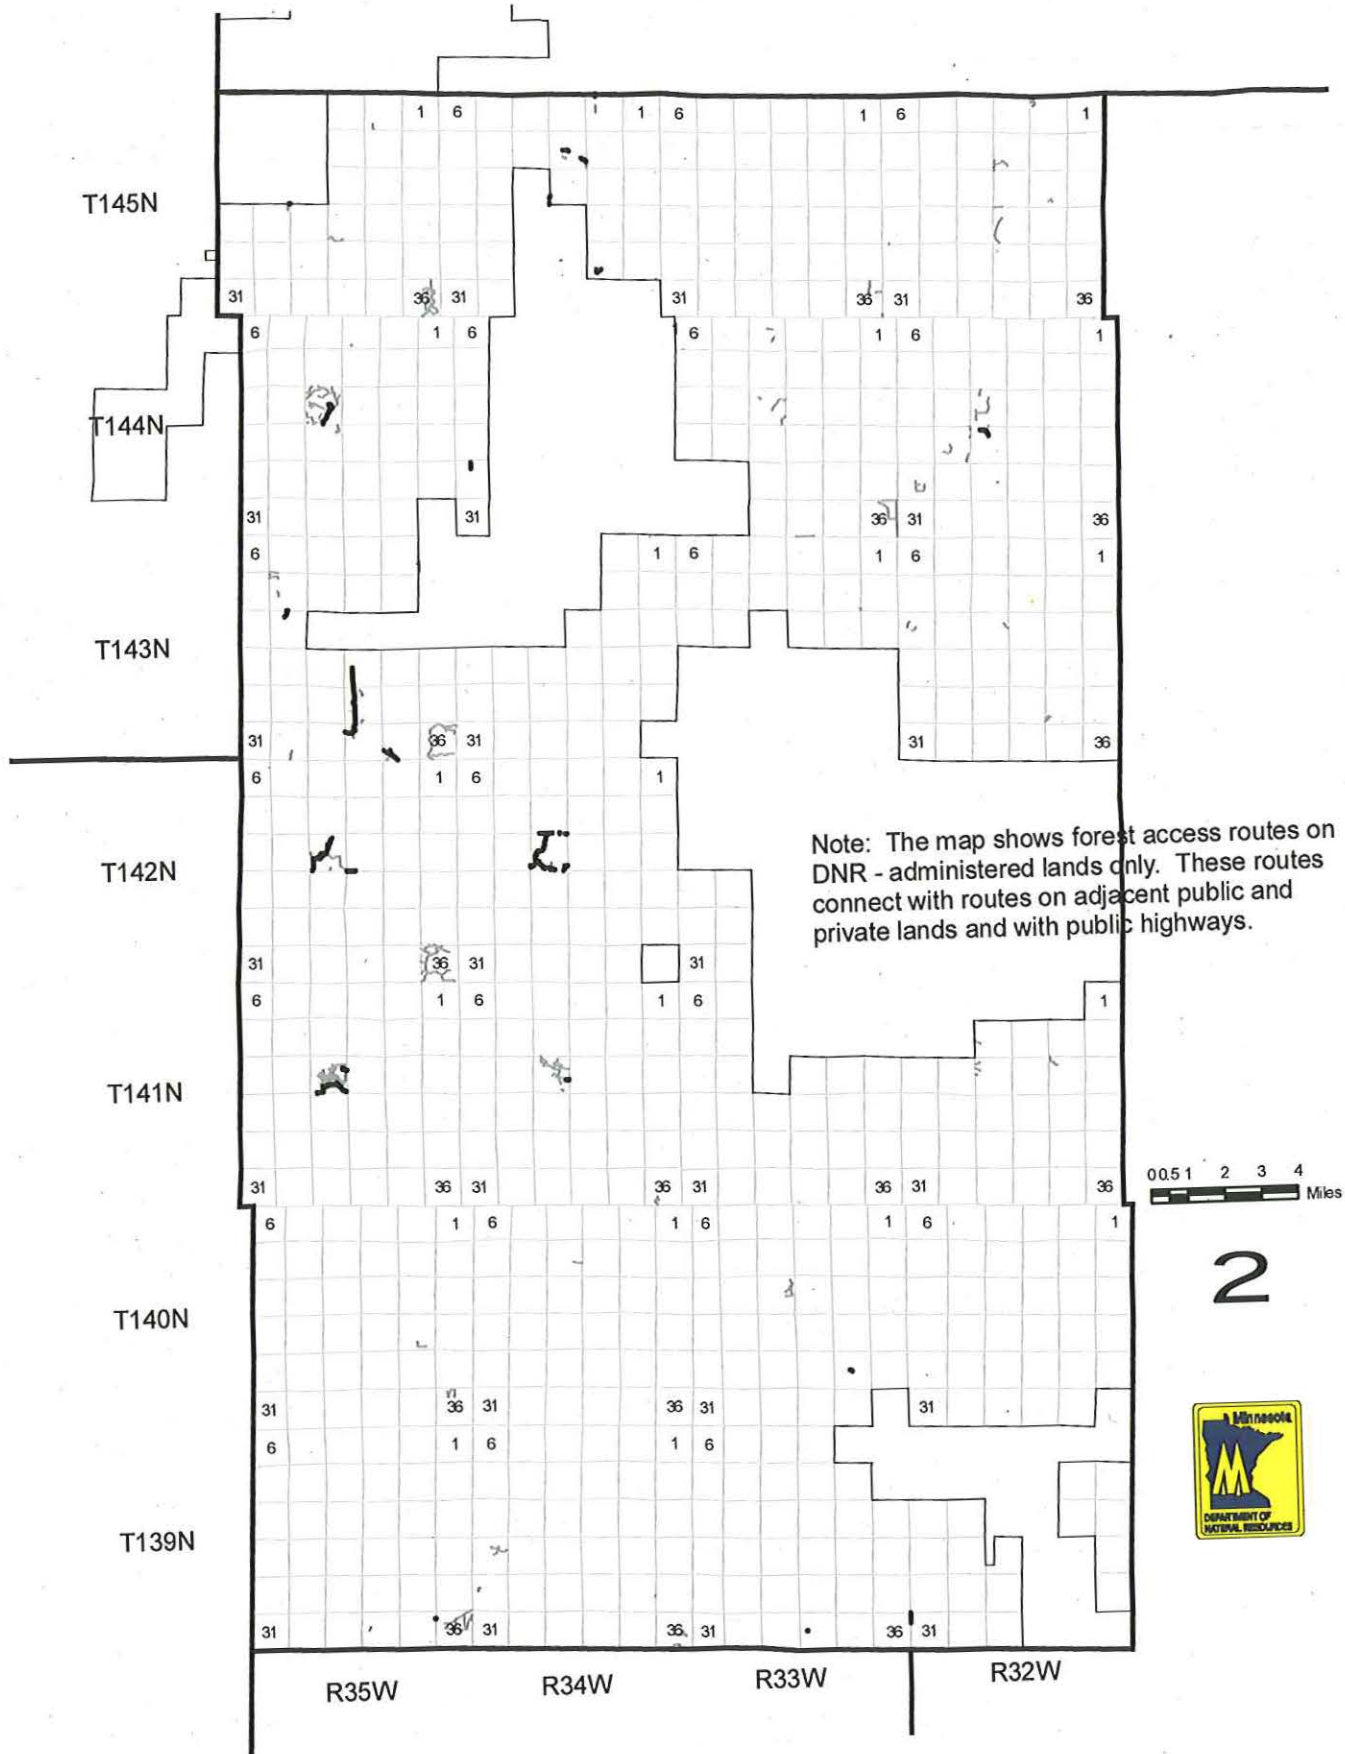 1 6 1 6 1 6 1
T145N
31 36 31 31 36 31 36
6 1 6 6 1 6 1
T144N
31 31 36 31 36
6 1 6 1 6 1
T143N
31 36 31 31 36
6 1 6 1
Note: The map shows forest access routes on
DNR - administered lands only. These routes
connect with routes on adjacent public and
private lands and with public highways.
T142N
31 36 31 31
6 1 6 1 6 1
T141N
31 36 31 36 31 36 31 36
0 0.5 1 2 3 4
Miles
6 1 6 1 6 1 6 1
2
T140N
31 36 31 36 31 31
6 1 6 1 6
Minnesota
M
DEPARTMENT OF
NATURAL RESOURCES
T139N
31 36 31 36 31 36 31
R35W R34W R33W R32W